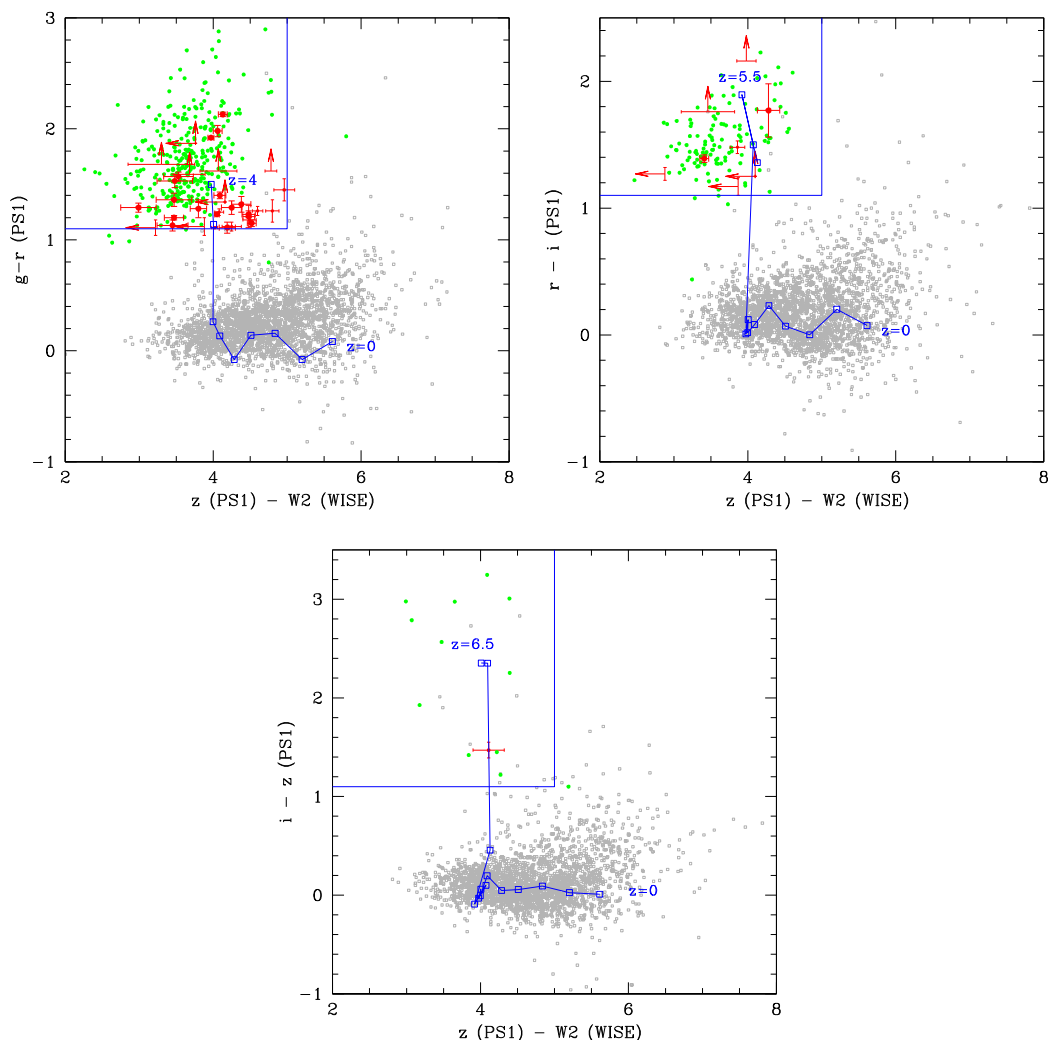 3
2
1
0
−1
g−r (PS1)
z=4
z=0
2
4
6
8
z (PS1) − W2 (WISE)
2
1
0
−1
r − i (PS1)
z=5.5
z=0
2
4
6
8
z (PS1) − W2 (WISE)
3
2
1
0
−1
i − z (PS1)
z=6.5
z=0
2
4
6
8
z (PS1) − W2 (WISE)